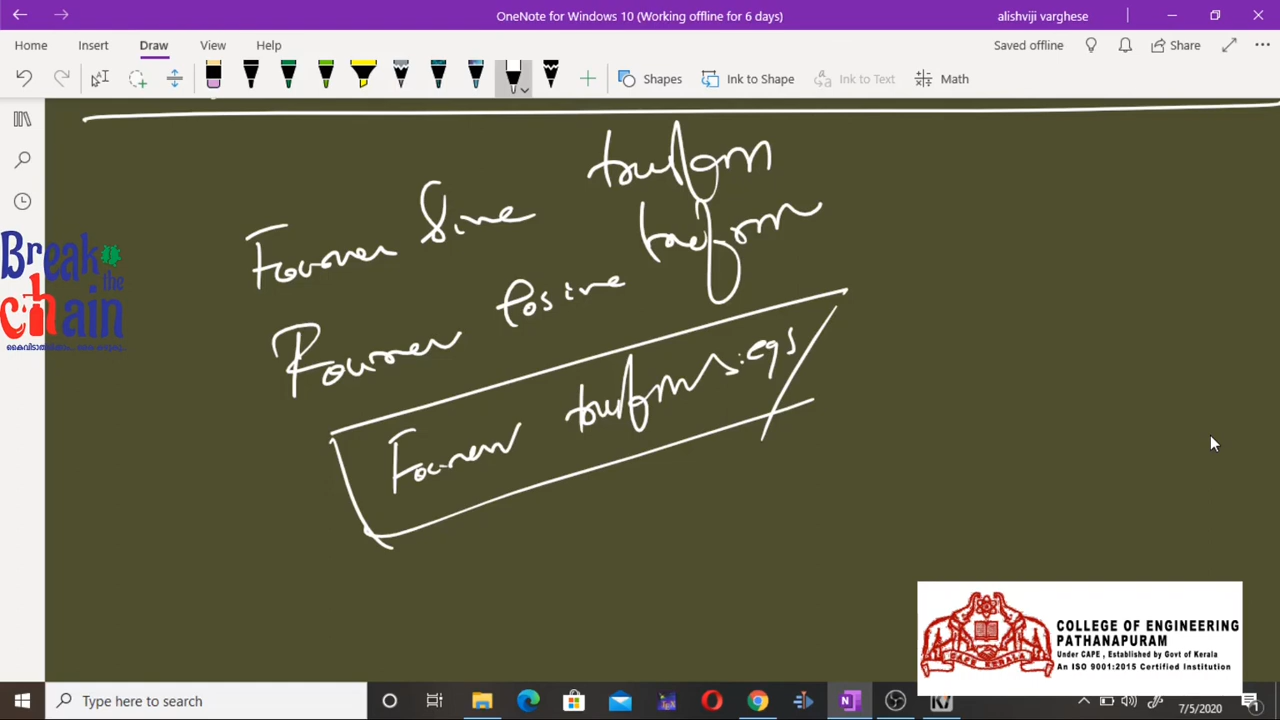 OneNote for Windows 10 (Working offline for 6 days)
alishviji varghese
Home Insert Draw View Help
Saved offline
Share
Shapes
Ink to Shape
Ink to Text
Math
Fourier Sine transform
Fourier Cosine transform
Fourier transforms: egs
Break
the
chain
COLLEGE OF ENGINEERING
PATHANAPURAM
Under CAPE , Established by Govt of Kerala
An ISO 9001:2015 Certified Institution
CAPE KERALA
Type here to search
7/5/2020